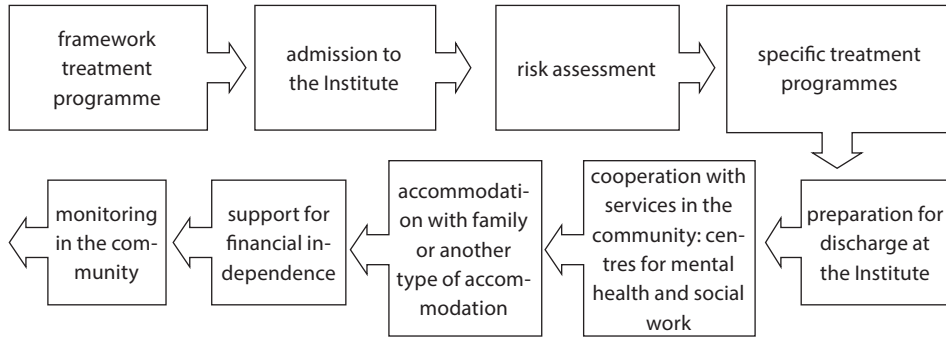 framework
treatment
programme
admission to
the Institute
risk assessment
specific treatment
programmes
preparation for
discharge at
the Institute
cooperation with
services in the
community: cen-
tres for mental
health and social
work
accommodati-
on with family
or another
type of accom-
modation
support for
financial in-
dependence
monitoring
in the com-
munity